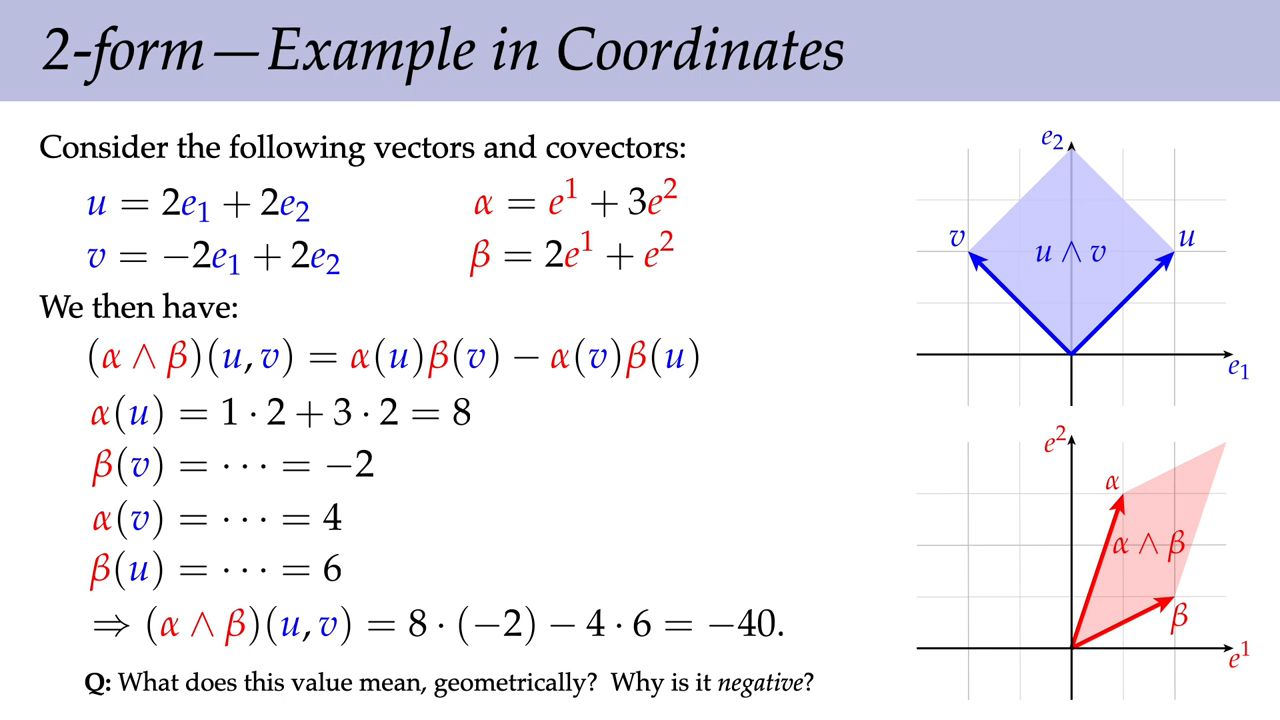 2-form—Example in Coordinates
Consider the following vectors and covectors:
u = 2e₁ + 2e₂
α = e¹ + 3e²
v = −2e₁ + 2e₂
β = 2e¹ + e²
We then have:
(α ∧ β)(u, v) = α(u)β(v) − α(v)β(u)
α(u) = 1 · 2 + 3 · 2 = 8
β(v) = · · · = −2
α(v) = · · · = 4
β(u) = · · · = 6
⇒ (α ∧ β)(u, v) = 8 · (−2) − 4 · 6 = −40.
Q: What does this value mean, geometrically? Why is it negative?
e₂
v
u
u ∧ v
e₁
e²
α
α ∧ β
β
e¹